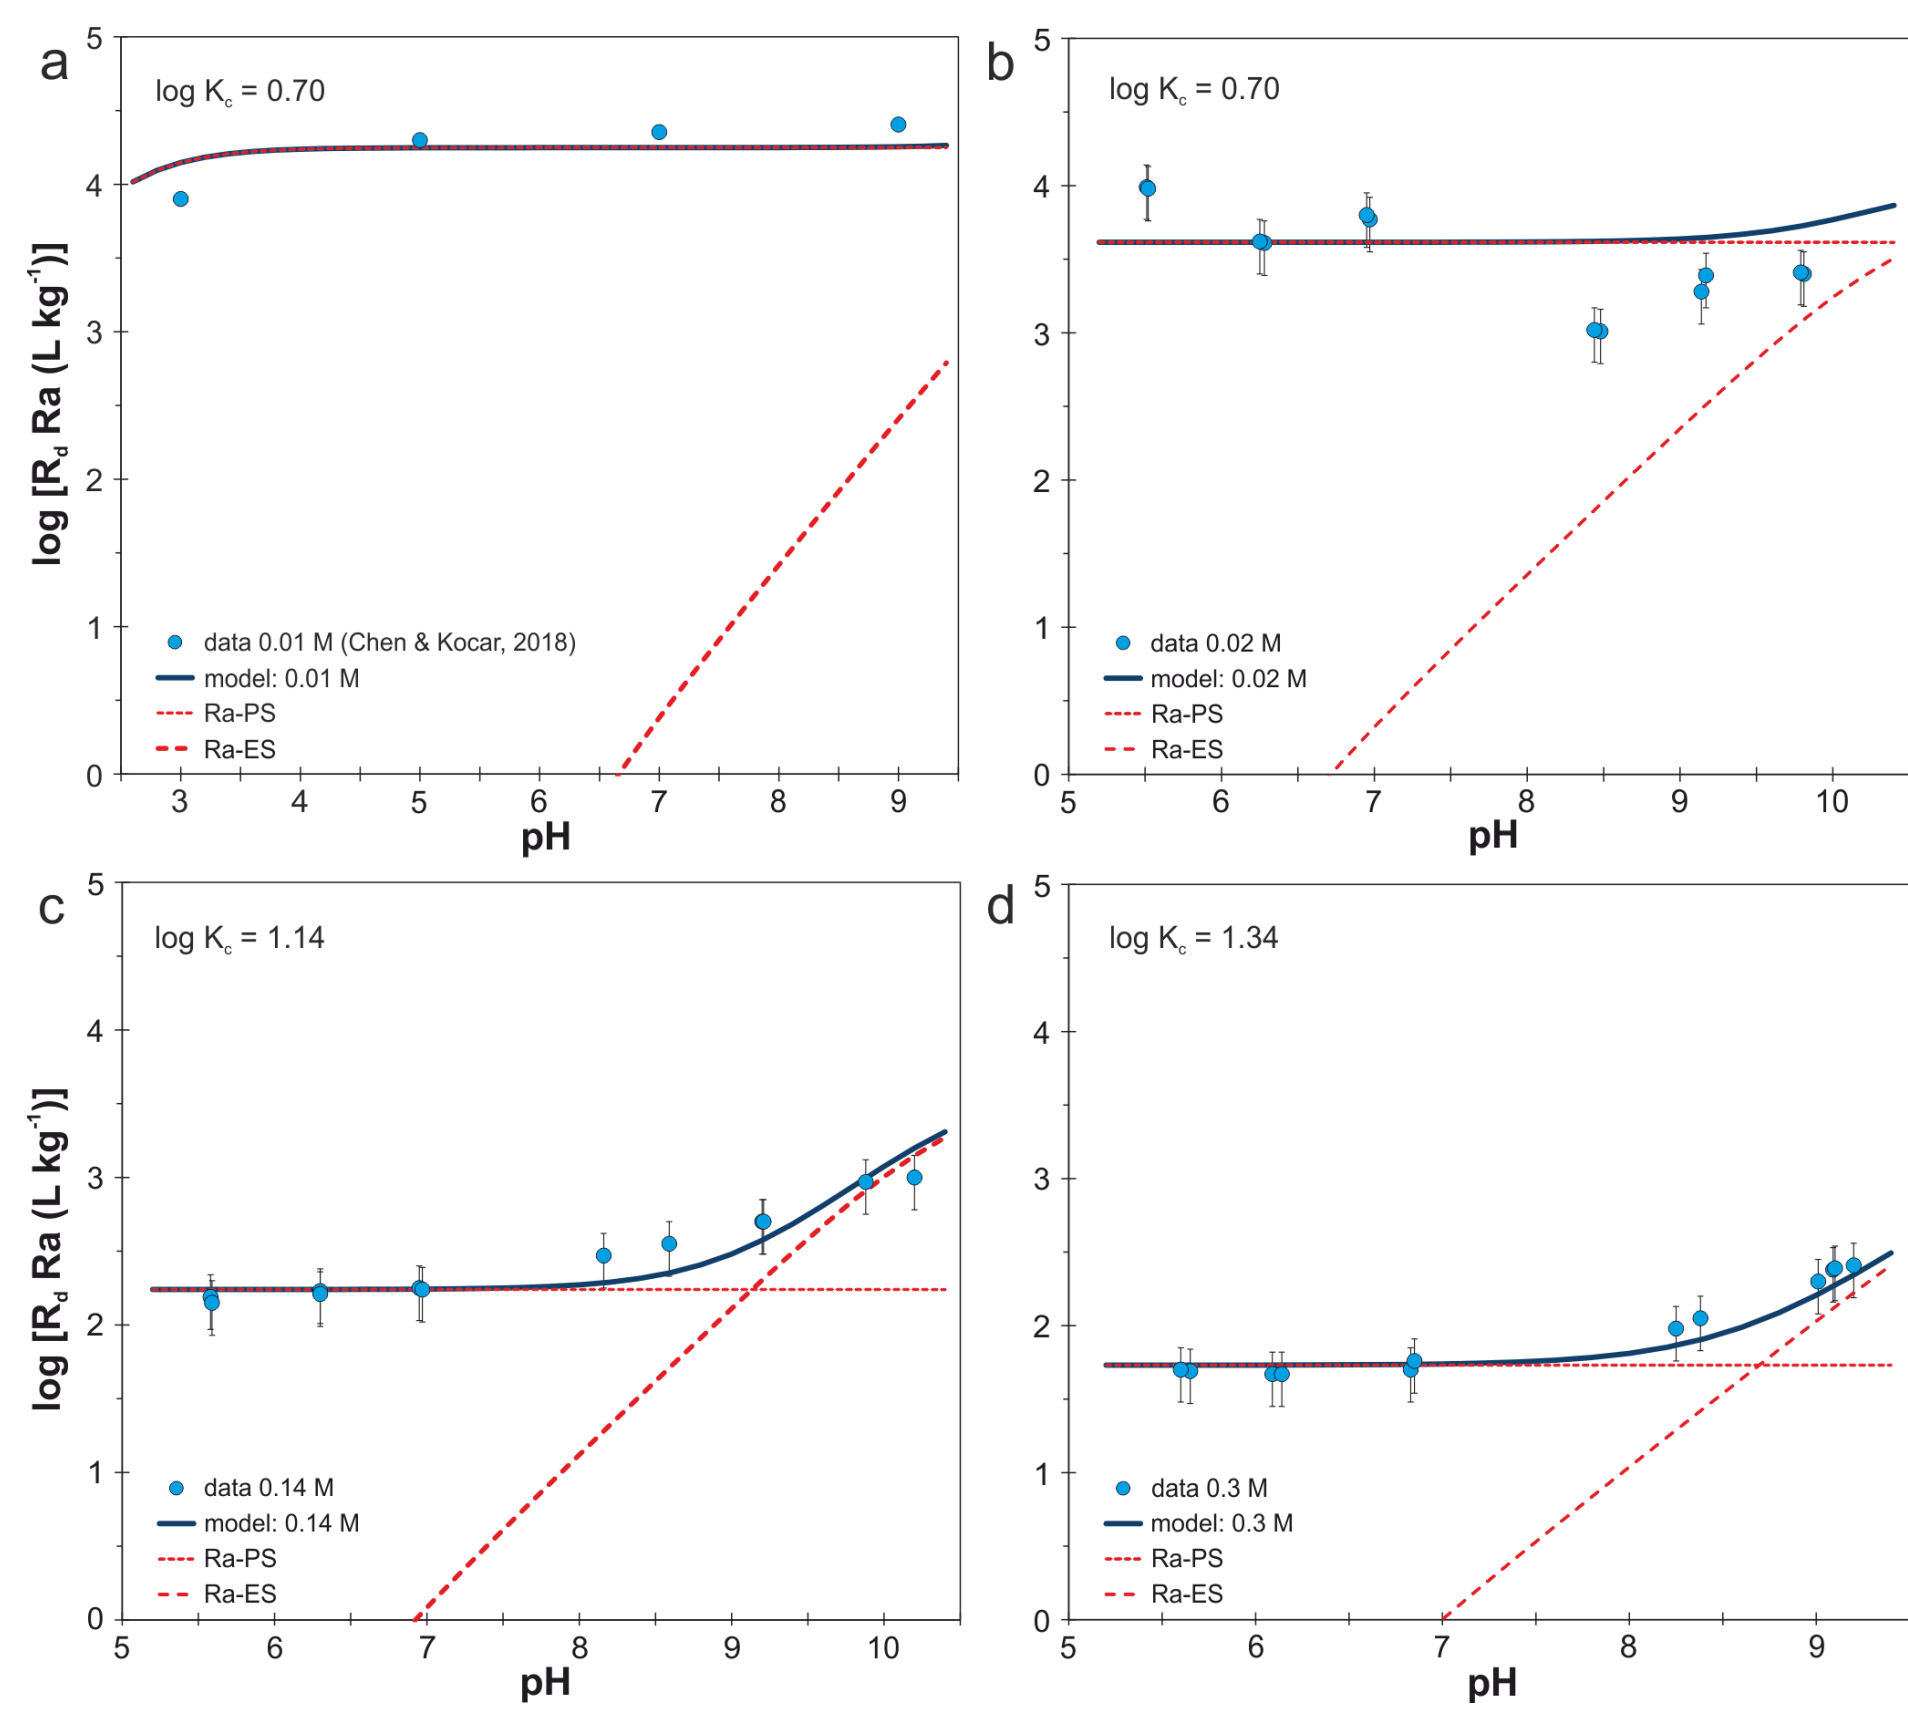 a
log Kc = 0.70
log [Rd Ra (L kg-1)]
5
4
3
2
1
0
data 0.01 M (Chen & Kocar, 2018)
model: 0.01 M
Ra-PS
Ra-ES
3 4 5 6 7 8 9
pH
b
log Kc = 0.70
5
4
3
2
1
0
data 0.02 M
model: 0.02 M
Ra-PS
Ra-ES
5 6 7 8 9 10
pH
c
log Kc = 1.14
log [Rd Ra (L kg-1)]
5
4
3
2
1
0
data 0.14 M
model: 0.14 M
Ra-PS
Ra-ES
5 6 7 8 9 10
pH
d
log Kc = 1.34
5
4
3
2
1
0
data 0.3 M
model: 0.3 M
Ra-PS
Ra-ES
5 6 7 8 9
pH